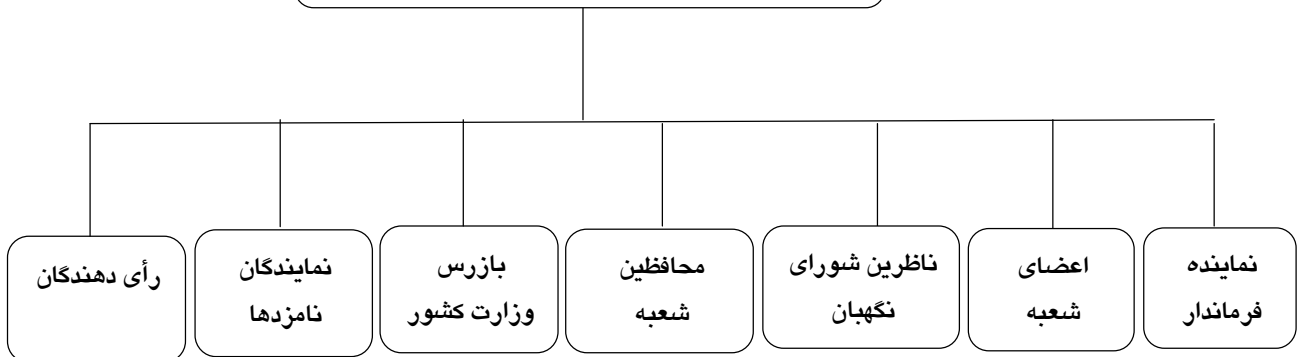 نماینده
فرماندار
اعضای
شعبه
ناظرین شورای
نگهبان
محافظین
شعبه
بازرس
وزارت کشور
نمایندگان
نامزدها
رأی دهندگان